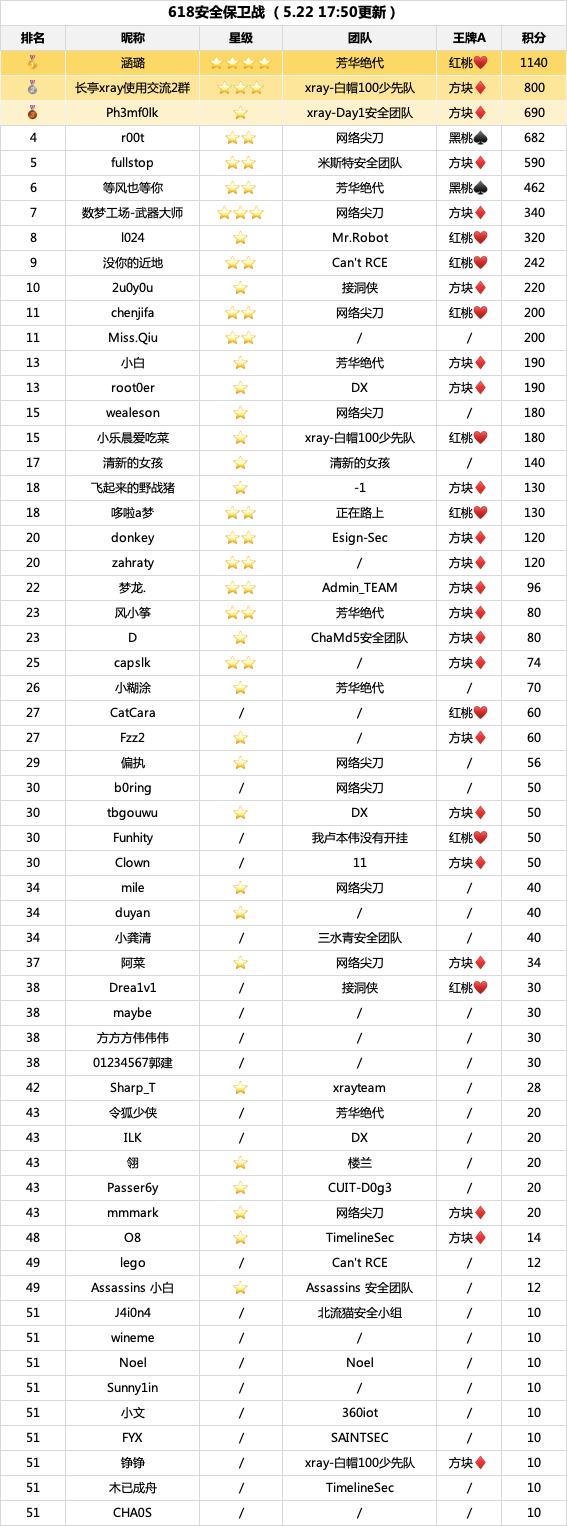 618安全保卫战 （ 5.22 17:50更新 ）
排名 昵称 星级 团队 王牌A 积分
涵璐 芳华绝代 红桃 1140
长亭xray使用交流2群 xray-白帽100少先队 方块 800
Ph3mf0lk xray-Day1安全团队 方块 690
4 r00t 网络尖刀 黑桃 682
5 fullstop 米斯特安全团队 方块 590
6 等风也等你 芳华绝代 黑桃 462
7 数梦工场-武器大师 网络尖刀 方块 340
8 l024 Mr.Robot 红桃 320
9 没你的近地 Can't RCE 红桃 242
10 2u0y0u 接洞侠 方块 220
11 chenjifa 网络尖刀 红桃 200
11 Miss.Qiu / / 200
13 小白 芳华绝代 方块 190
13 root0er DX 方块 190
15 wealeson 网络尖刀 / 180
15 小乐晨爱吃菜 xray-白帽100少先队 红桃 180
17 清新的女孩 清新的女孩 / 140
18 飞起来的野战猪 -1 方块 130
18 哆啦a梦 正在路上 红桃 130
20 donkey Esign-Sec 方块 120
20 zahraty / 方块 120
22 梦龙. Admin_TEAM 方块 96
23 风小筝 芳华绝代 方块 80
23 D ChaMd5安全团队 方块 80
25 capslk / 方块 74
26 小糊涂 芳华绝代 / 70
27 CatCara / / 红桃 60
27 Fzz2 / 方块 60
29 偏执 网络尖刀 / 56
30 b0ring / 网络尖刀 / 50
30 tbgouwu DX 方块 50
30 Funhity / 我卢本伟没有开挂 红桃 50
30 Clown / 11 方块 50
34 mile 网络尖刀 / 40
34 duyan / / 40
34 小龚清 / 三水青安全团队 / 40
37 阿菜 网络尖刀 方块 34
38 Drea1v1 / 接洞侠 红桃 30
38 maybe / / / 30
38 方方方伟伟伟 / / / 30
38 01234567郭建 / / / 30
42 Sharp_T xrayteam / 28
43 令狐少侠 / 芳华绝代 / 20
43 ILK / DX / 20
43 翎 楼兰 / 20
43 Passer6y CUIT-D0g3 / 20
43 mmmark 网络尖刀 方块 20
48 O8 TimelineSec 方块 14
49 lego / Can't RCE / 12
49 Assassins 小白 Assassins 安全团队 / 12
51 J4i0n4 / 北流猫安全小组 / 10
51 wineme / / / 10
51 Noel / Noel / 10
51 Sunny1in / / / 10
51 小文 / 360iot / 10
51 FYX / SAINTSEC / 10
51 铮铮 / xray-白帽100少先队 方块 10
51 木已成舟 / TimelineSec / 10
51 CHA0S / / / 10